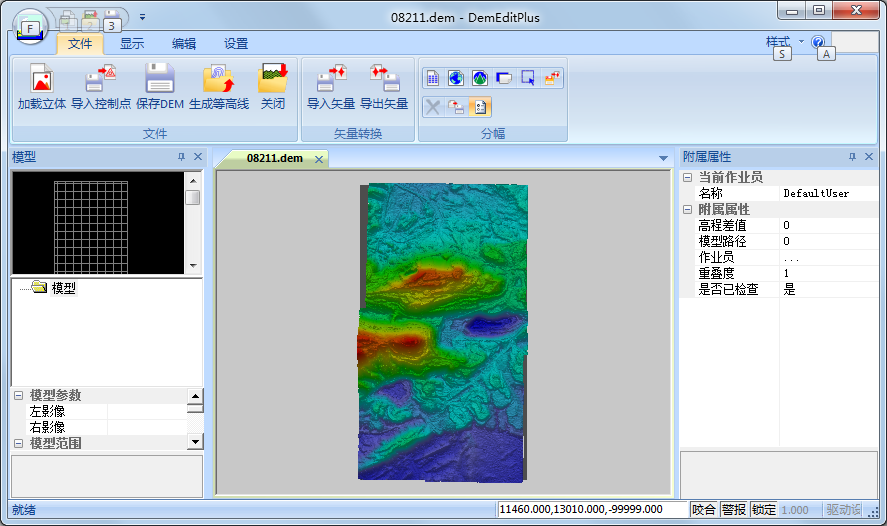 08211.dem - DemEditPlus
F
2
3
文件
显示
编辑
设置
样式
S
A
加载立体
导入控制点
保存DEM
生成等高线
关闭
导入矢量
导出矢量
文件
矢量转换
分幅
模型
08211.dem
附属属性
模型
模型参数
左影像
右影像
模型范围
当前作业员
名称 DefaultUser
附属属性
高程差值 0
模型路径 0
作业员 ...
重叠度 1
是否已检查 是
就绪
11460.000,13010.000,-99999.000
咬合
警报
锁定
1.000